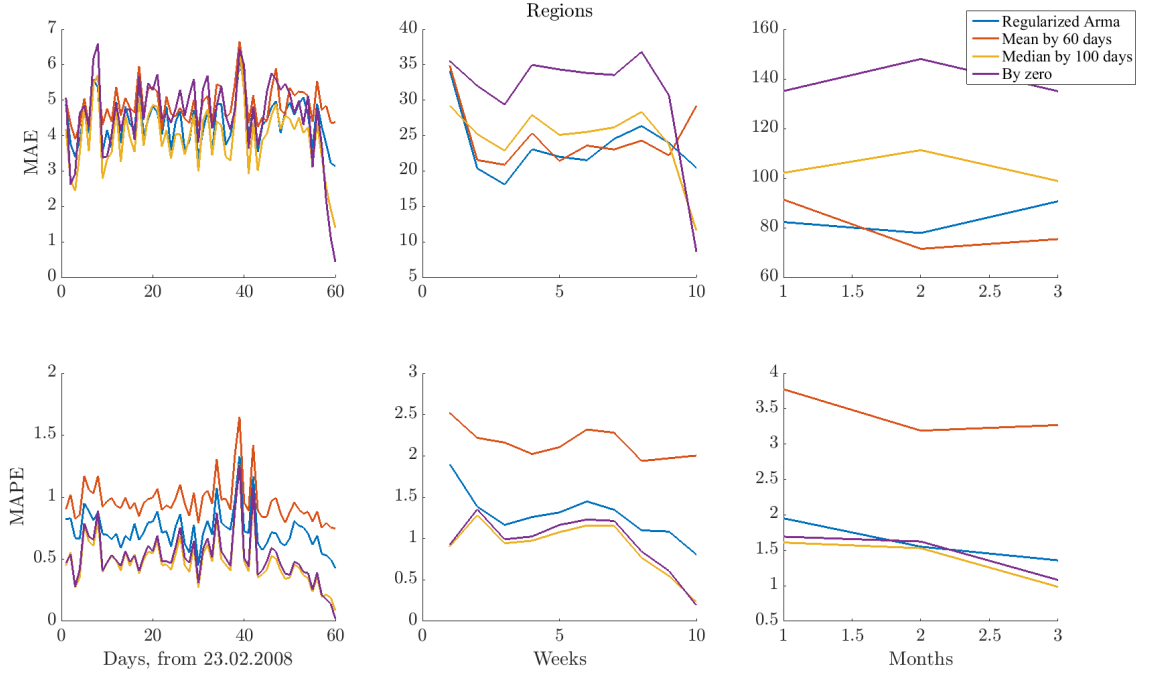 Regions
Regularized Arma
Mean by 60 days
Median by 100 days
By zero
MAE
7
6
5
4
3
2
1
0
0 20 40 60
40
35
30
25
20
15
10
5
0 5 10
160
140
120
100
80
60
1 1.5 2 2.5 3
MAPE
2
1.5
1
0.5
0
0 20 40 60
Days, from 23.02.2008
3
2.5
2
1.5
1
0.5
0
0 5 10
Weeks
4
3.5
3
2.5
2
1.5
1
0.5
1 1.5 2 2.5 3
Months